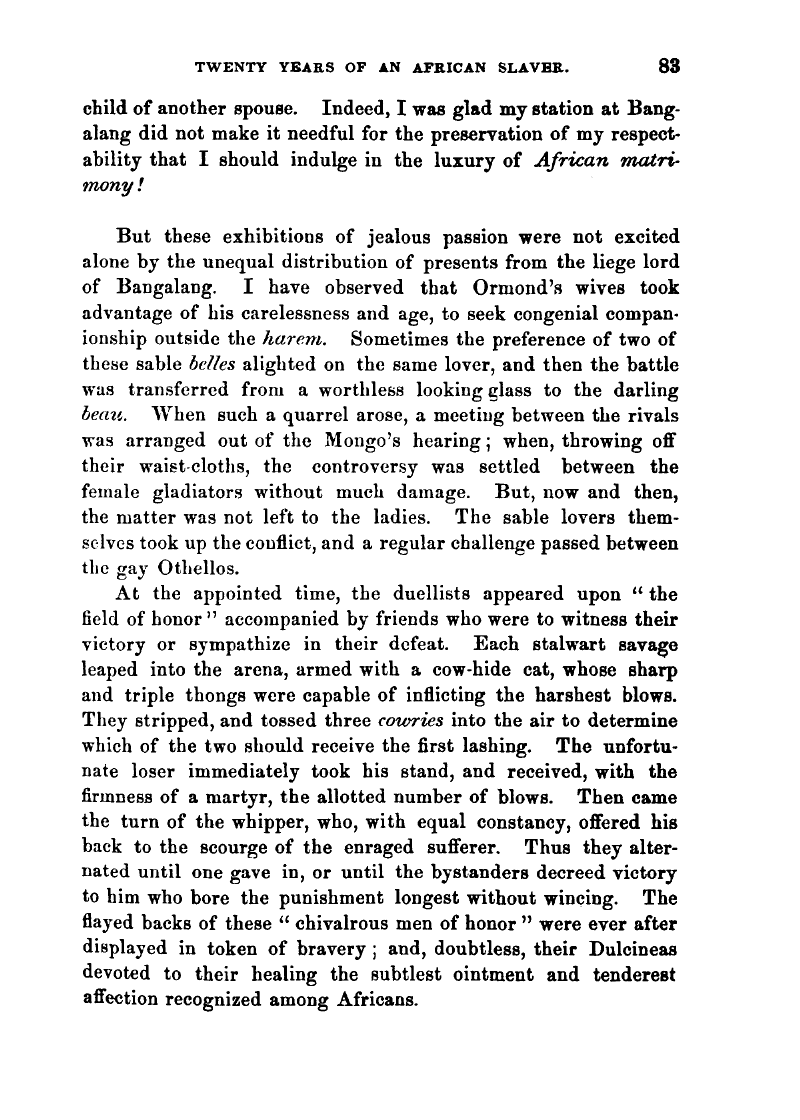 TWENTY YEARS OF AN AFRICAN SLAVER. 83
child of another spouse. Indeed, I was glad my station at Bang-
alang did not make it needful for the preservation of my respect-
ability that I should indulge in the luxury of African matri-
mony!
But these exhibitions of jealous passion were not excited
alone by the unequal distribution of presents from the liege lord
of Bangalang. I have observed that Ormond's wives took
advantage of his carelessness and age, to seek congenial compan-
ionship outside the harem. Sometimes the preference of two of
these sable belles alighted on the same lover, and then the battle
was transferred from a worthless looking glass to the darling
beau. When such a quarrel arose, a meeting between the rivals
was arranged out of the Mongo's hearing; when, throwing off
their waist-cloths, the controversy was settled between the
female gladiators without much damage. But, now and then,
the matter was not left to the ladies. The sable lovers them-
selves took up the conflict, and a regular challenge passed between
the gay Othellos.
At the appointed time, the duellists appeared upon "the
field of honor" accompanied by friends who were to witness their
victory or sympathize in their defeat. Each stalwart savage
leaped into the arena, armed with a cow-hide cat, whose sharp
and triple thongs were capable of inflicting the harshest blows.
They stripped, and tossed three cowries into the air to determine
which of the two should receive the first lashing. The unfortu-
nate loser immediately took his stand, and received, with the
firmness of a martyr, the allotted number of blows. Then came
the turn of the whipper, who, with equal constancy, offered his
back to the scourge of the enraged sufferer. Thus they alter-
nated until one gave in, or until the bystanders decreed victory
to him who bore the punishment longest without wincing. The
flayed backs of these "chivalrous men of honor" were ever after
displayed in token of bravery; and, doubtless, their Dulcineas
devoted to their healing the subtlest ointment and tenderest
affection recognized among Africans.